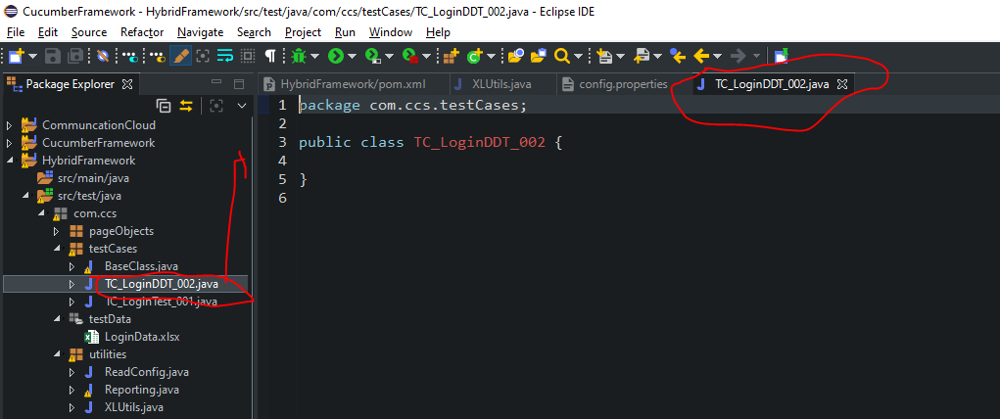 CucumberFramework - HybridFramework/src/test/java/com/ccs/testCases/TC_LoginDDT_002.java - Eclipse IDE
File Edit Source Refactor Navigate Search Project Run Window Help
Package Explorer
HybridFramework/pom.xml XLUtils.java config.properties TC_LoginDDT_002.java
CommuncationCloud
CucumberFramework
HybridFramework
src/main/java
src/test/java
com.ccs
pageObjects
testCases
BaseClass.java
TC_LoginDDT_002.java
TC_LoginTest_001.java
testData
LoginData.xlsx
utilities
ReadConfig.java
Reporting.java
XLUtils.java
1 package com.ccs.testCases;
2
3 public class TC_LoginDDT_002 {
4
5 }
6